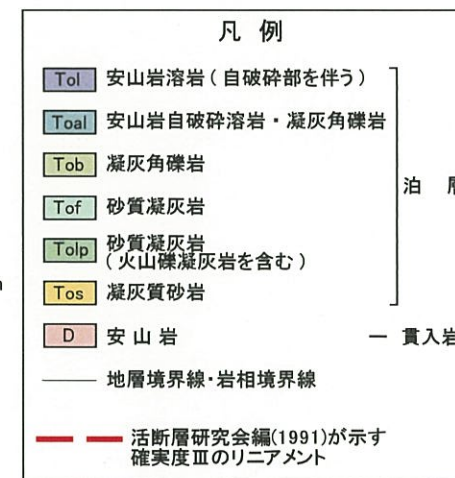 凡 例
Tol 安山岩溶岩(自破砕部を伴う)
Toal 安山岩自破砕溶岩・凝灰角礫岩
Tob 凝灰角礫岩
泊 層
Tof 砂質凝灰岩
Tolp 砂質凝灰岩
(火山礫凝灰岩を含む)
Tos 凝灰質砂岩
D 安山岩 ー 貫入岩
地層境界線・岩相境界線
活断層研究会編(1991)が示す
確実度Ⅲのリニアメント